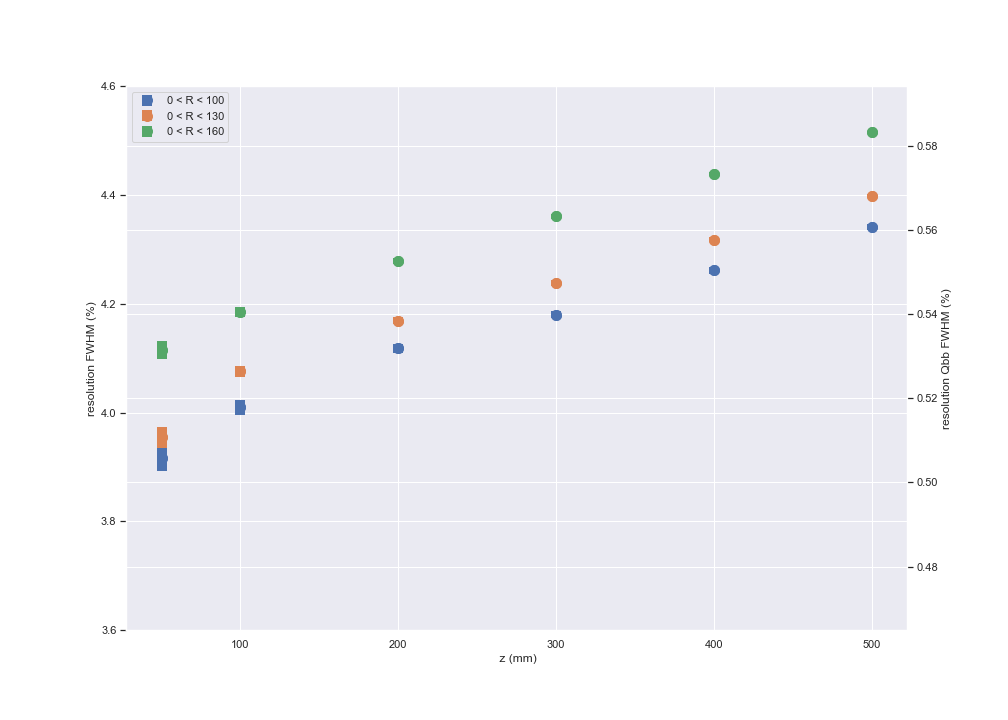 0 < R < 100
0 < R < 130
0 < R < 160
4.6
4.4
4.2
4.0
3.8
3.6
resolution FWHM (%)
100
200
300
400
500
z (mm)
0.58
0.56
0.54
0.52
0.50
0.48
resolution Qbb FWHM (%)